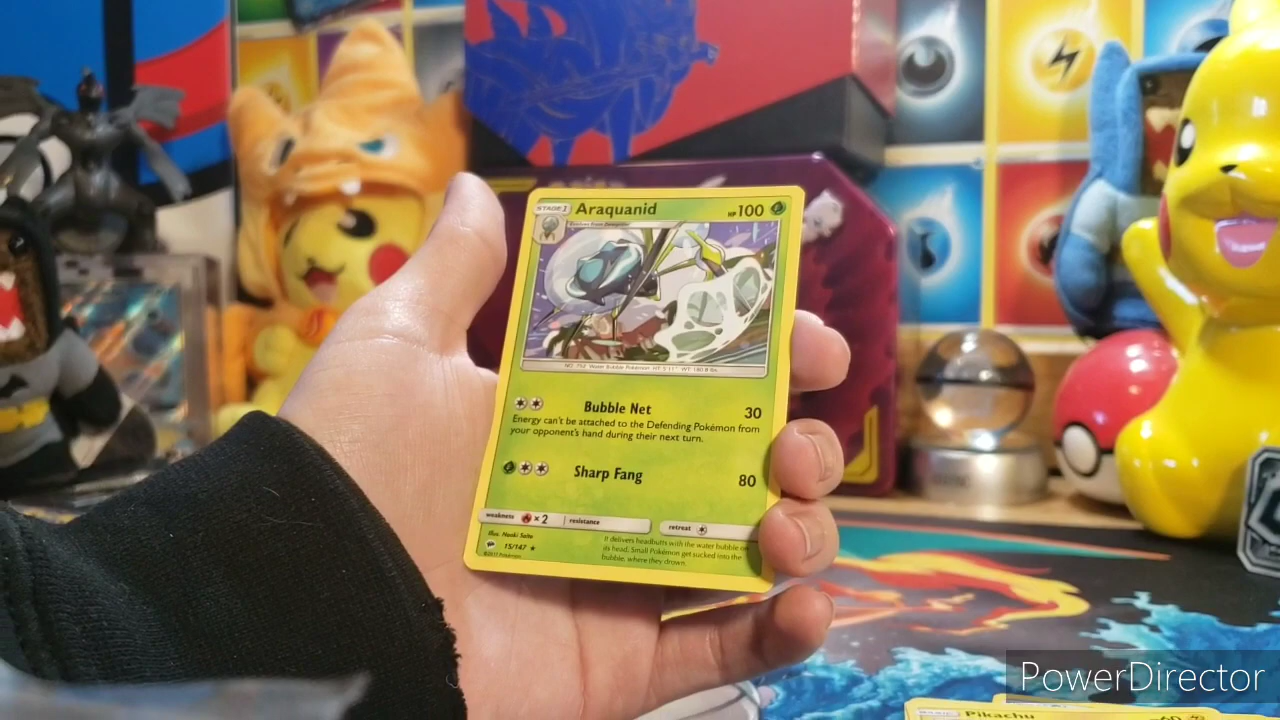 STAGE 1
Araquanid
HP 100
Evolves from Dewpider
NO. 752 Water Bubble Pokémon HT: 5'11" WT: 180.8 lbs.
Bubble Net 30
Energy can't be attached to the Defending Pokémon from
your opponent's hand during their next turn.
Sharp Fang 80
weakness ×2 resistance retreat
Illus. Naoki Saito
15/147 ★
©2017 Pokémon
It delivers headbutts with the water bubble on
its head. Small Pokémon get sucked into the
bubble, where they drown.
PowerDirector
Pikachu 60